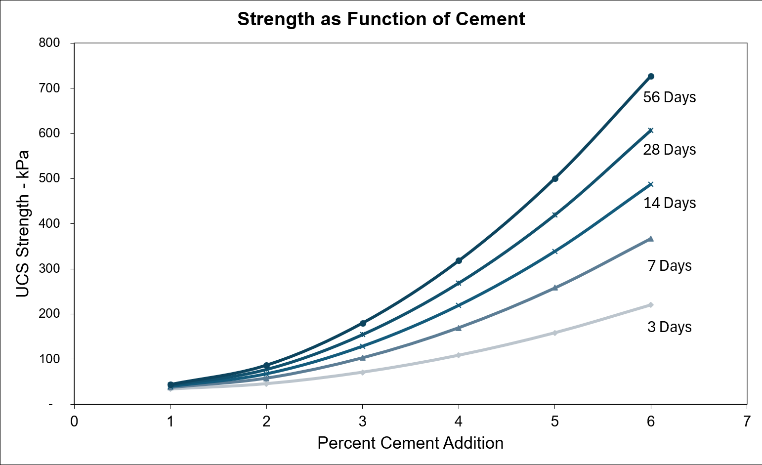 Strength as Function of Cement
800
700
600
500
400
300
200
100
-
UCS Strength - kPa
56 Days
28 Days
14 Days
7 Days
3 Days
0 1 2 3 4 5 6 7
Percent Cement Addition